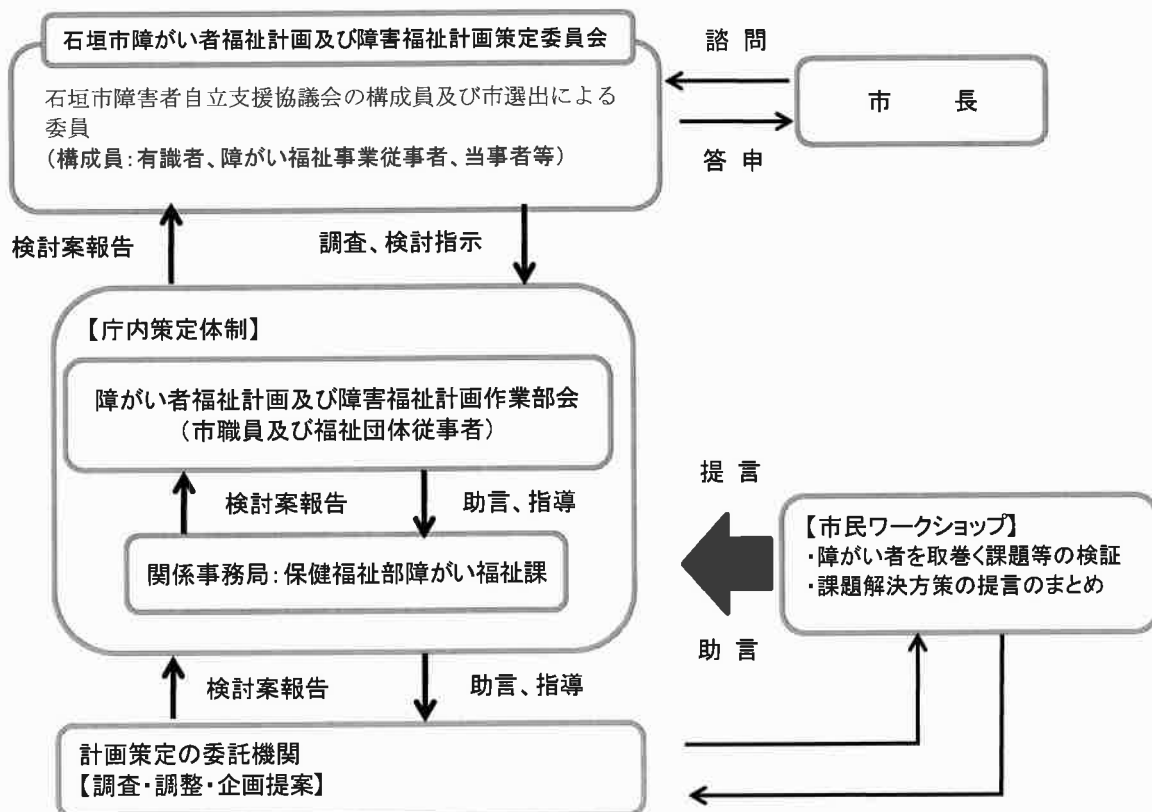 石垣市障がい者福祉計画及び障害福祉計画策定委員会
石垣市障害者自立支援協議会の構成員及び市選出による
委員
（構成員：有識者、障がい福祉事業従事者、当事者等）
諮 問
市 長
答 申
検討案報告
調査、検討指示
【庁内策定体制】
障がい者福祉計画及び障害福祉計画作業部会
（市職員及び福祉団体従事者）
検討案報告
助言、指導
関係事務局：保健福祉部障がい福祉課
提 言
【市民ワークショップ】
・障がい者を取巻く課題等の検証
・課題解決方策の提言のまとめ
助 言
検討案報告
助言、指導
計画策定の委託機関
【調査・調整・企画提案】